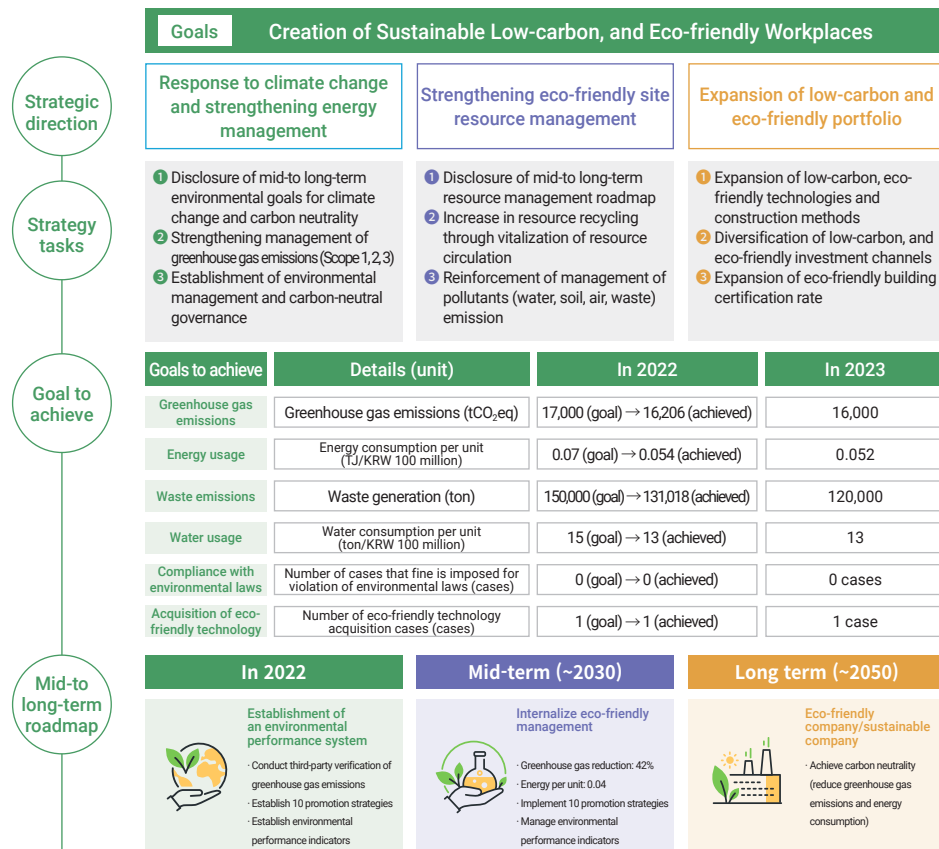 Goals
Creation of Sustainable Low-carbon, and Eco-friendly Workplaces
Strategic
direction
Response to climate change
and strengthening energy
management
Strengthening eco-friendly site
resource management
Expansion of low-carbon and
eco-friendly portfolio
Strategy
tasks
1 Disclosure of mid-to long-term
environmental goals for climate
change and carbon neutrality
2 Strengthening management of
greenhouse gas emissions (Scope 1, 2, 3)
3 Establishment of environmental
management and carbon-neutral
governance
1 Disclosure of mid-to long-term
resource management roadmap
2 Increase in resource recycling
through vitalization of resource
circulation
3 Reinforcement of management of
pollutants (water, soil, air, waste)
emission
1 Expansion of low-carbon, eco-
friendly technologies and
construction methods
2 Diversification of low-carbon, and
eco-friendly investment channels
3 Expansion of eco-friendly building
certification rate
Goal to
achieve
Goals to achieve
Details (unit)
In 2022
In 2023
Greenhouse gas
emissions
Greenhouse gas emissions (tCO₂eq)
17,000 (goal) → 16,206 (achieved)
16,000
Energy usage
Energy consumption per unit
(TJ/KRW 100 million)
0.07 (goal) → 0.054 (achieved)
0.052
Waste emissions
Waste generation (ton)
150,000 (goal) → 131,018 (achieved)
120,000
Water usage
Water consumption per unit
(ton/KRW 100 million)
15 (goal) → 13 (achieved)
13
Compliance with
environmental laws
Number of cases that fine is imposed for
violation of environmental laws (cases)
0 (goal) → 0 (achieved)
0 cases
Acquisition of eco-
friendly technology
Number of eco-friendly technology
acquisition cases (cases)
1 (goal) → 1 (achieved)
1 case
Mid-to
long-term
roadmap
In 2022
Establishment of
an environmental
performance system
· Conduct third-party verification of
greenhouse gas emissions
· Establish 10 promotion strategies
· Establish environmental
performance indicators
Mid-term (~2030)
Internalize eco-friendly
management
· Greenhouse gas reduction: 42%
· Energy per unit: 0.04
· Implement 10 promotion strategies
· Manage environmental
performance indicators
Long term (~2050)
Eco-friendly
company/sustainable
company
· Achieve carbon neutrality
(reduce greenhouse gas
emissions and energy
consumption)